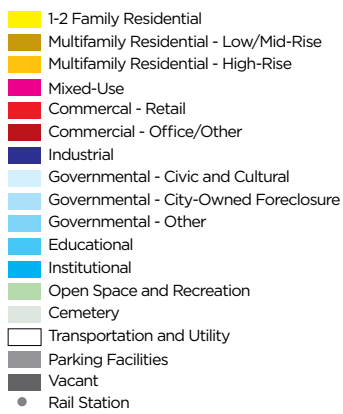 1-2 Family Residential
Multifamily Residential - Low/Mid-Rise
Multifamily Residential - High-Rise
Mixed-Use
Commercal - Retail
Commercial - Office/Other
Industrial
Governmental - Civic and Cultural
Governmental - City-Owned Foreclosure
Governmental - Other
Educational
Institutional
Open Space and Recreation
Cemetery
Transportation and Utility
Parking Facilities
Vacant
Rail Station